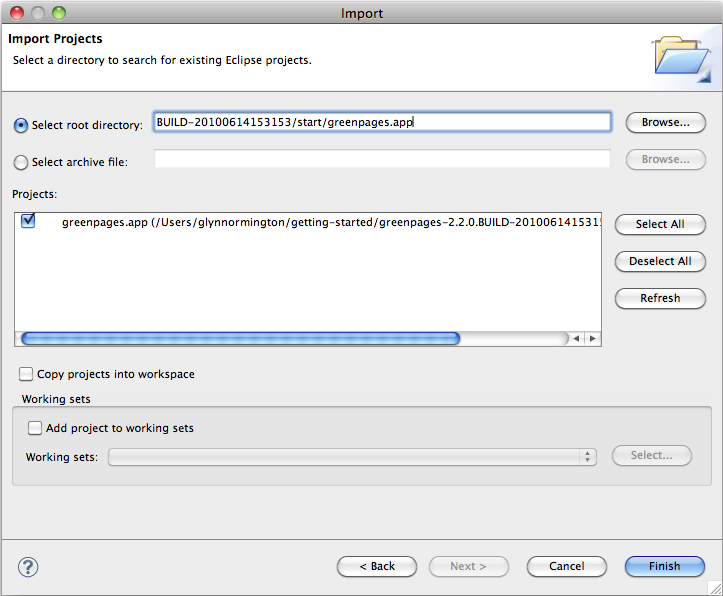 Import
Import Projects
Select a directory to search for existing Eclipse projects.
Select root directory: BUILD-20100614153153/start/greenpages.app Browse...
Select archive file: Browse...
Projects:
greenpages.app (/Users/glynnormington/getting-started/greenpages-2.2.0.BUILD-2010061415315
Select All
Deselect All
Refresh
Copy projects into workspace
Working sets
Add project to working sets
Working sets: Select...
? < Back Next > Cancel Finish